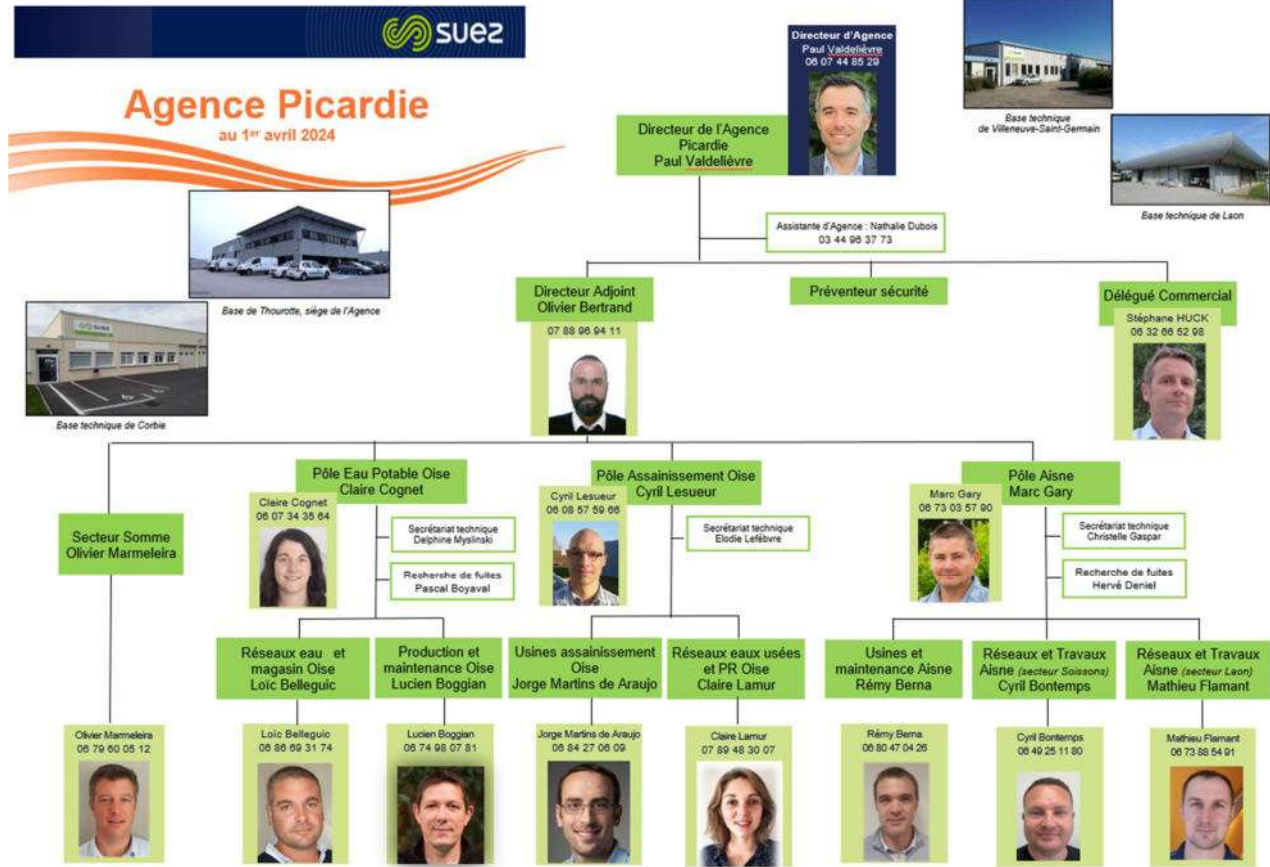 suez
Agence Picardie
au 1er avril 2024
Directeur d'Agence
Paul Valdelièvre
06 07 44 85 29
Directeur de l'Agence
Picardie
Paul Valdelièvre
Base technique
de Villeneuve-Saint-Germain
Base technique de Laon
Assistante d'Agence : Nathalie Dubois
03 44 96 37 73
Base de Thourotte, siège de l'Agence
suez
Base technique de Corbie
Directeur Adjoint
Olivier Bertrand
07 88 96 94 11
Préventeur sécurité
Délégué Commercial
Stéphane HUCK
06 32 66 52 98
Secteur Somme
Olivier Marmeleira
Pôle Eau Potable Oise
Claire Cognet
Claire Cognet
06 07 34 35 64
Secrétariat technique
Delphine Myslinski
Recherche de fuites
Pascal Boyaval
Pôle Assainissement Oise
Cyril Lesueur
Cyril Lesueur
06 08 57 59 66
Secrétariat technique
Elodie Lefèbvre
Pôle Aisne
Marc Gary
Marc Gary
06 73 03 57 90
Secrétariat technique
Christelle Gaspar
Recherche de fuites
Hervé Deniel
Réseaux eau et
magasin Oise
Loïc Belleguic
Production et
maintenance Oise
Lucien Boggian
Usines assainissement
Oise
Jorge Martins de Araujo
Réseaux eaux usées
et PR Oise
Claire Lamur
Usines et
maintenance Aisne
Rémy Berna
Réseaux et Travaux
Aisne (secteur Soissons)
Cyril Bontemps
Réseaux et Travaux
Aisne (secteur Laon)
Mathieu Flamant
Olivier Marmeleira
06 79 60 05 12
Loïc Belleguic
06 86 69 31 74
Lucien Boggian
06 74 98 07 81
Jorge Martins de Araujo
06 84 27 06 09
Claire Lamur
07 89 48 30 07
Rémy Berna
06 80 47 04 26
Cyril Bontemps
06 49 25 11 80
Mathieu Flamant
06 73 88 54 91